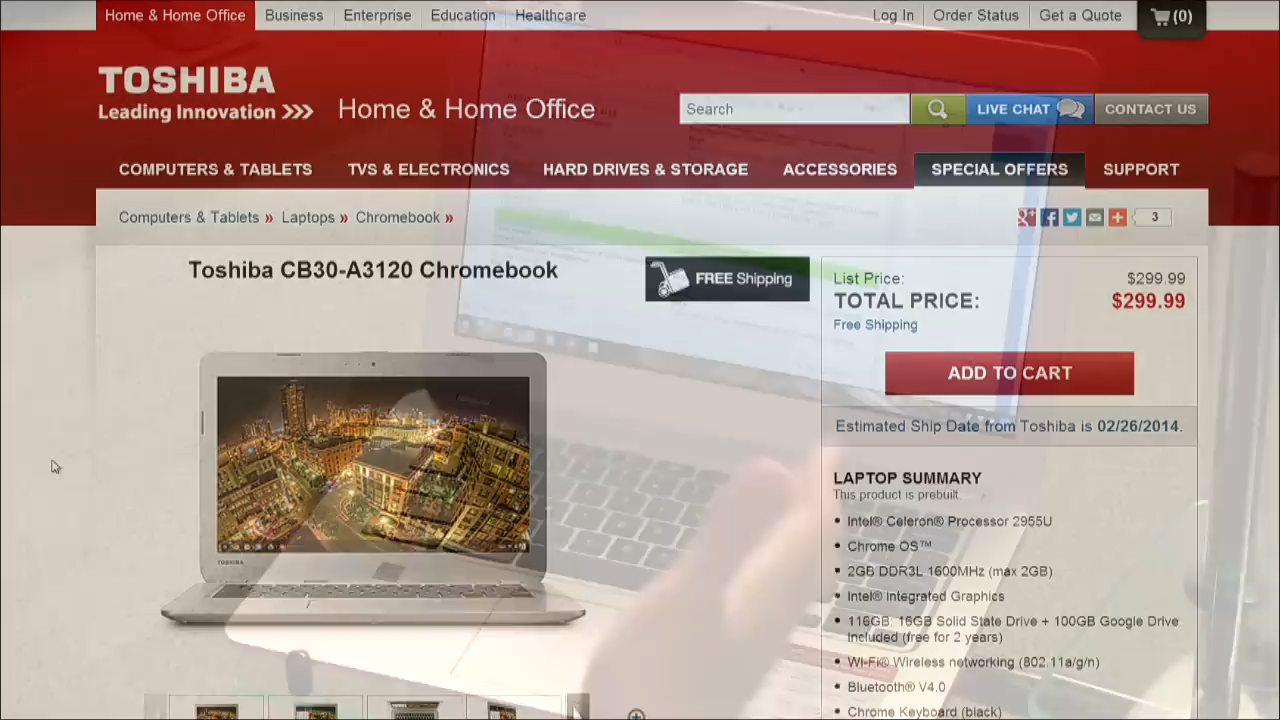 Home & Home Office
Business
Enterprise
Education
Healthcare
Log In
Order Status
Get a Quote
(0)
TOSHIBA
Leading Innovation >>>
Home & Home Office
Search
LIVE CHAT
CONTACT US
COMPUTERS & TABLETS
TVS & ELECTRONICS
HARD DRIVES & STORAGE
ACCESSORIES
SPECIAL OFFERS
SUPPORT
Computers & Tablets » Laptops » Chromebook »
3
Toshiba CB30-A3120 Chromebook
FREE Shipping
List Price: $299.99
TOTAL PRICE: $299.99
Free Shipping
ADD TO CART
Estimated Ship Date from Toshiba is 02/26/2014.
LAPTOP SUMMARY
This product is prebuilt
• Intel® Celeron® Processor 2955U
• Chrome OS™
• 2GB DDR3L 1600MHz (max 2GB)
• Intel® Integrated Graphics
• 116GB: 16GB Solid State Drive + 100GB Google Drive
Included (free for 2 years)
• Wi-Fi® Wireless networking (802.11a/g/n)
• Bluetooth® V4.0
• Chrome Keyboard (black)
TOSHIBA